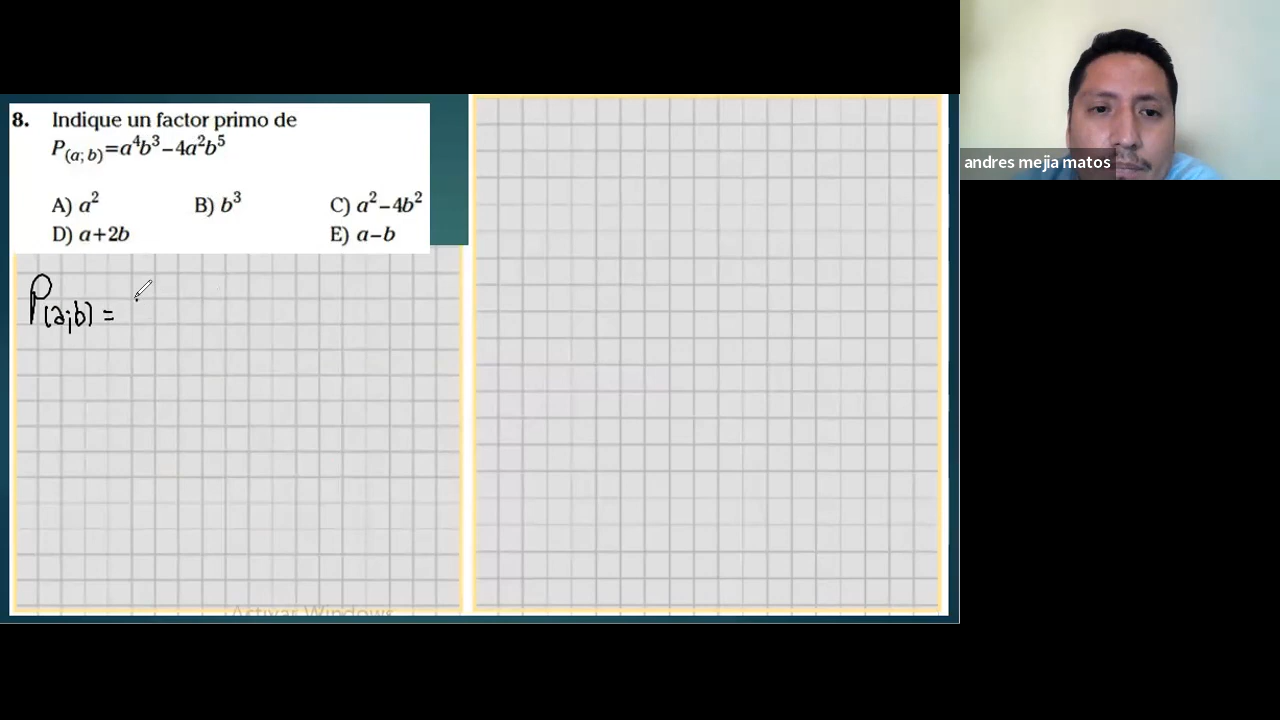 8. Indique un factor primo de
P(a; b)=a⁴b³−4a²b⁵
A) a² B) b³ C) a²−4b²
D) a+2b E) a−b
P(a;b) =
andres mejia matos
Activar Windows